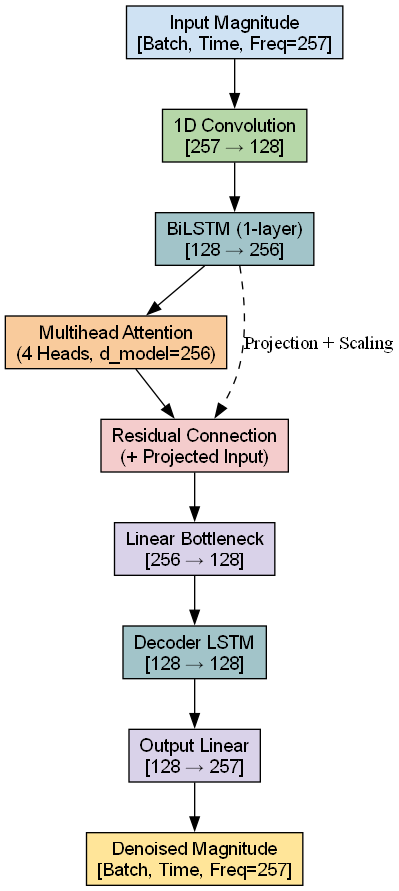 Input Magnitude
[Batch, Time, Freq=257]
1D Convolution
[257 → 128]
BiLSTM (1-layer)
[128 → 256]
Multihead Attention
(4 Heads, d_model=256)
Projection + Scaling
Residual Connection
(+ Projected Input)
Linear Bottleneck
[256 → 128]
Decoder LSTM
[128 → 128]
Output Linear
[128 → 257]
Denoised Magnitude
[Batch, Time, Freq=257]